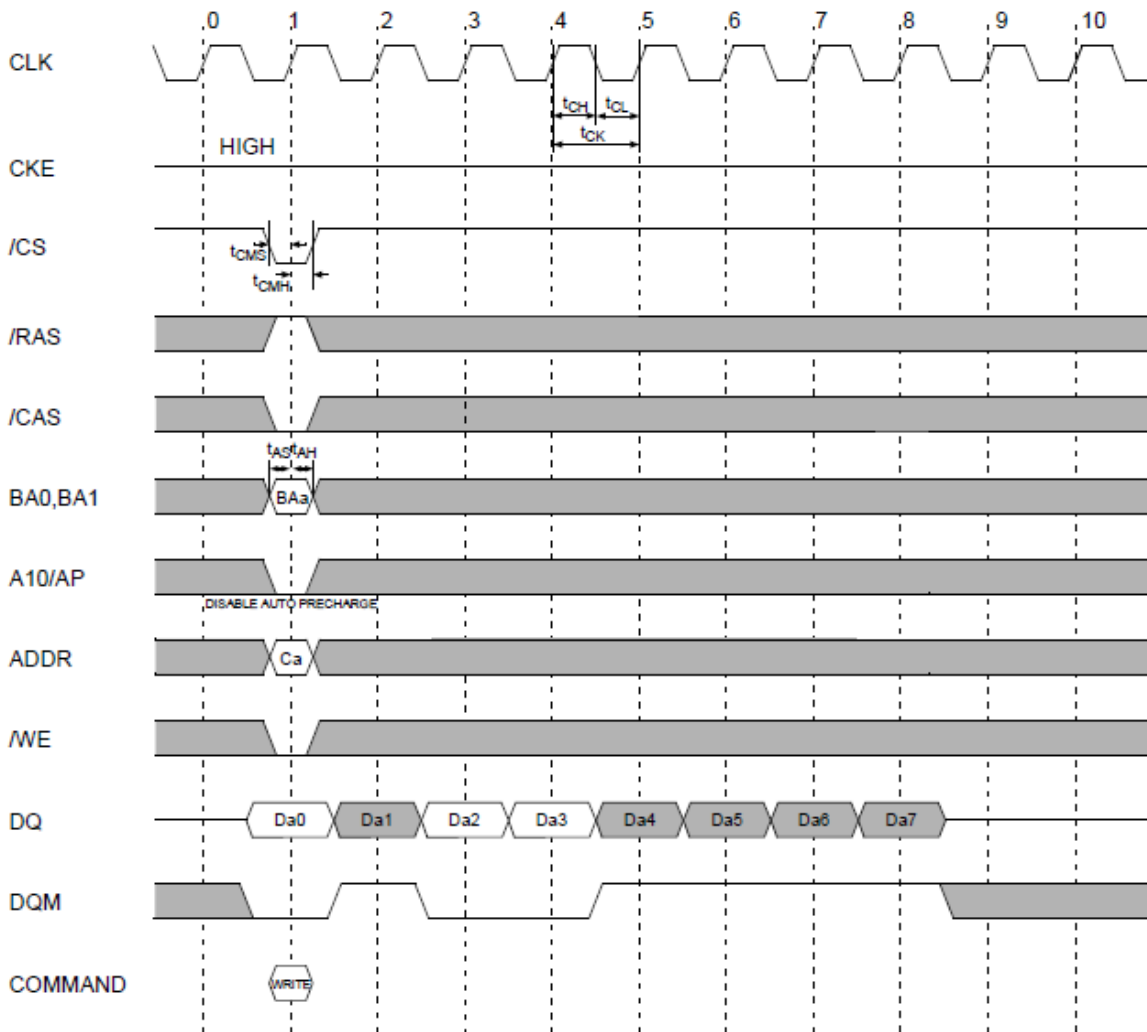 0 1 2 3 4 5 6 7 8 9 10
CLK
tCH tCL
tCK
HIGH
CKE
/CS
tCMS
tCMH
/RAS
/CAS
tAS tAH
BA0,BA1 BAa
A10/AP
DISABLE AUTO PRECHARGE
ADDR Ca
/WE
DQ Da0 Da1 Da2 Da3 Da4 Da5 Da6 Da7
DQM
COMMAND WRITE